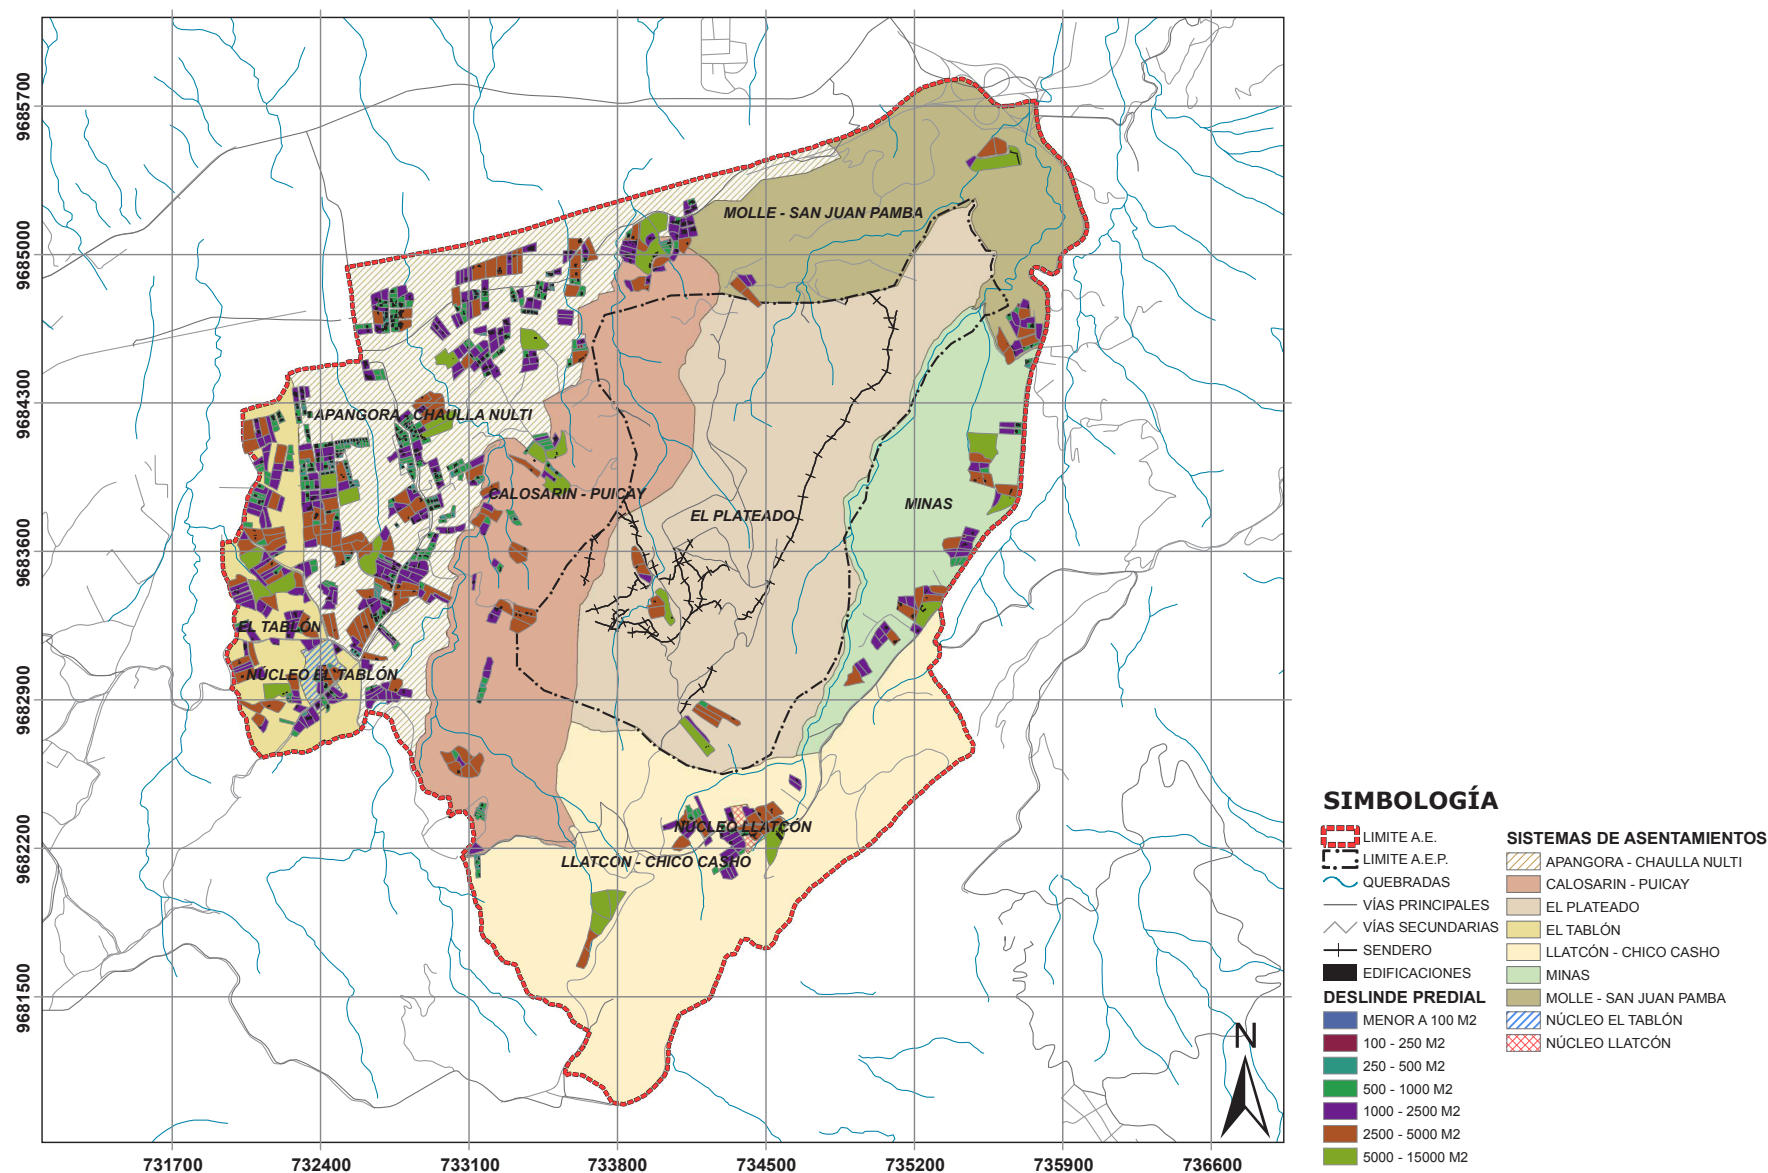 9685700
9685000
9684300
9683600
9682900
9682200
9681500
731700
732400
733100
733800
734500
735200
735900
736600
MOLLE - SAN JUAN PAMBA
APANGORA - CHAULLA NULTI
CALOSARIN - PUICAY
EL PLATEADO
MINAS
EL TABLÓN
NÚCLEO EL TABLÓN
NÚCLEO LLATCÓN
LLATCÓN - CHICO CASHO
N
SIMBOLOGÍA
LIMITE A.E.
LIMITE A.E.P.
QUEBRADAS
VÍAS PRINCIPALES
VÍAS SECUNDARIAS
SENDERO
EDIFICACIONES
DESLINDE PREDIAL
MENOR A 100 M2
100 - 250 M2
250 - 500 M2
500 - 1000 M2
1000 - 2500 M2
2500 - 5000 M2
5000 - 15000 M2
SISTEMAS DE ASENTAMIENTOS
APANGORA - CHAULLA NULTI
CALOSARIN - PUICAY
EL PLATEADO
EL TABLÓN
LLATCÓN - CHICO CASHO
MINAS
MOLLE - SAN JUAN PAMBA
NÚCLEO EL TABLÓN
NÚCLEO LLATCÓN